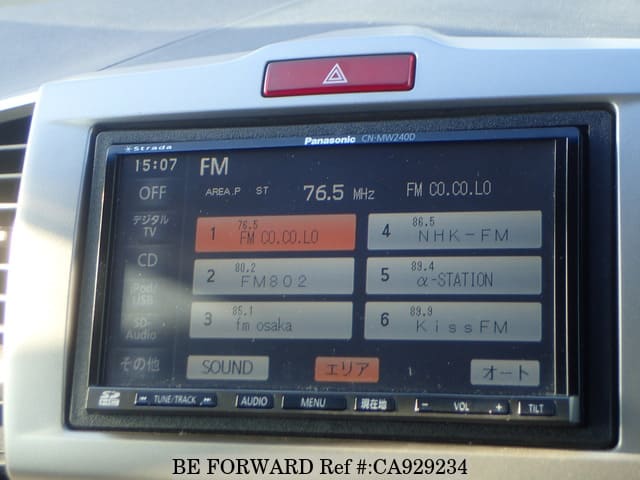 Panasonic CN-MW240D
Strada
15:07 FM
AREA.P ST 76.5 MHz FM CO.CO.LO
OFF
デジタル
TV
CD
iPod
USB
SD-
Audio
その他
1 76.5 FM CO.CO.LO
4 86.5 NHK-FM
2 80.2 FM802
5 89.4 α-STATION
3 85.1 fm osaka
6 89.9 KissFM
SOUND エリア オート
SD TUNE/TRACK AUDIO MENU 現在地 - VOL + TILT
BE FORWARD Ref #:CA929234